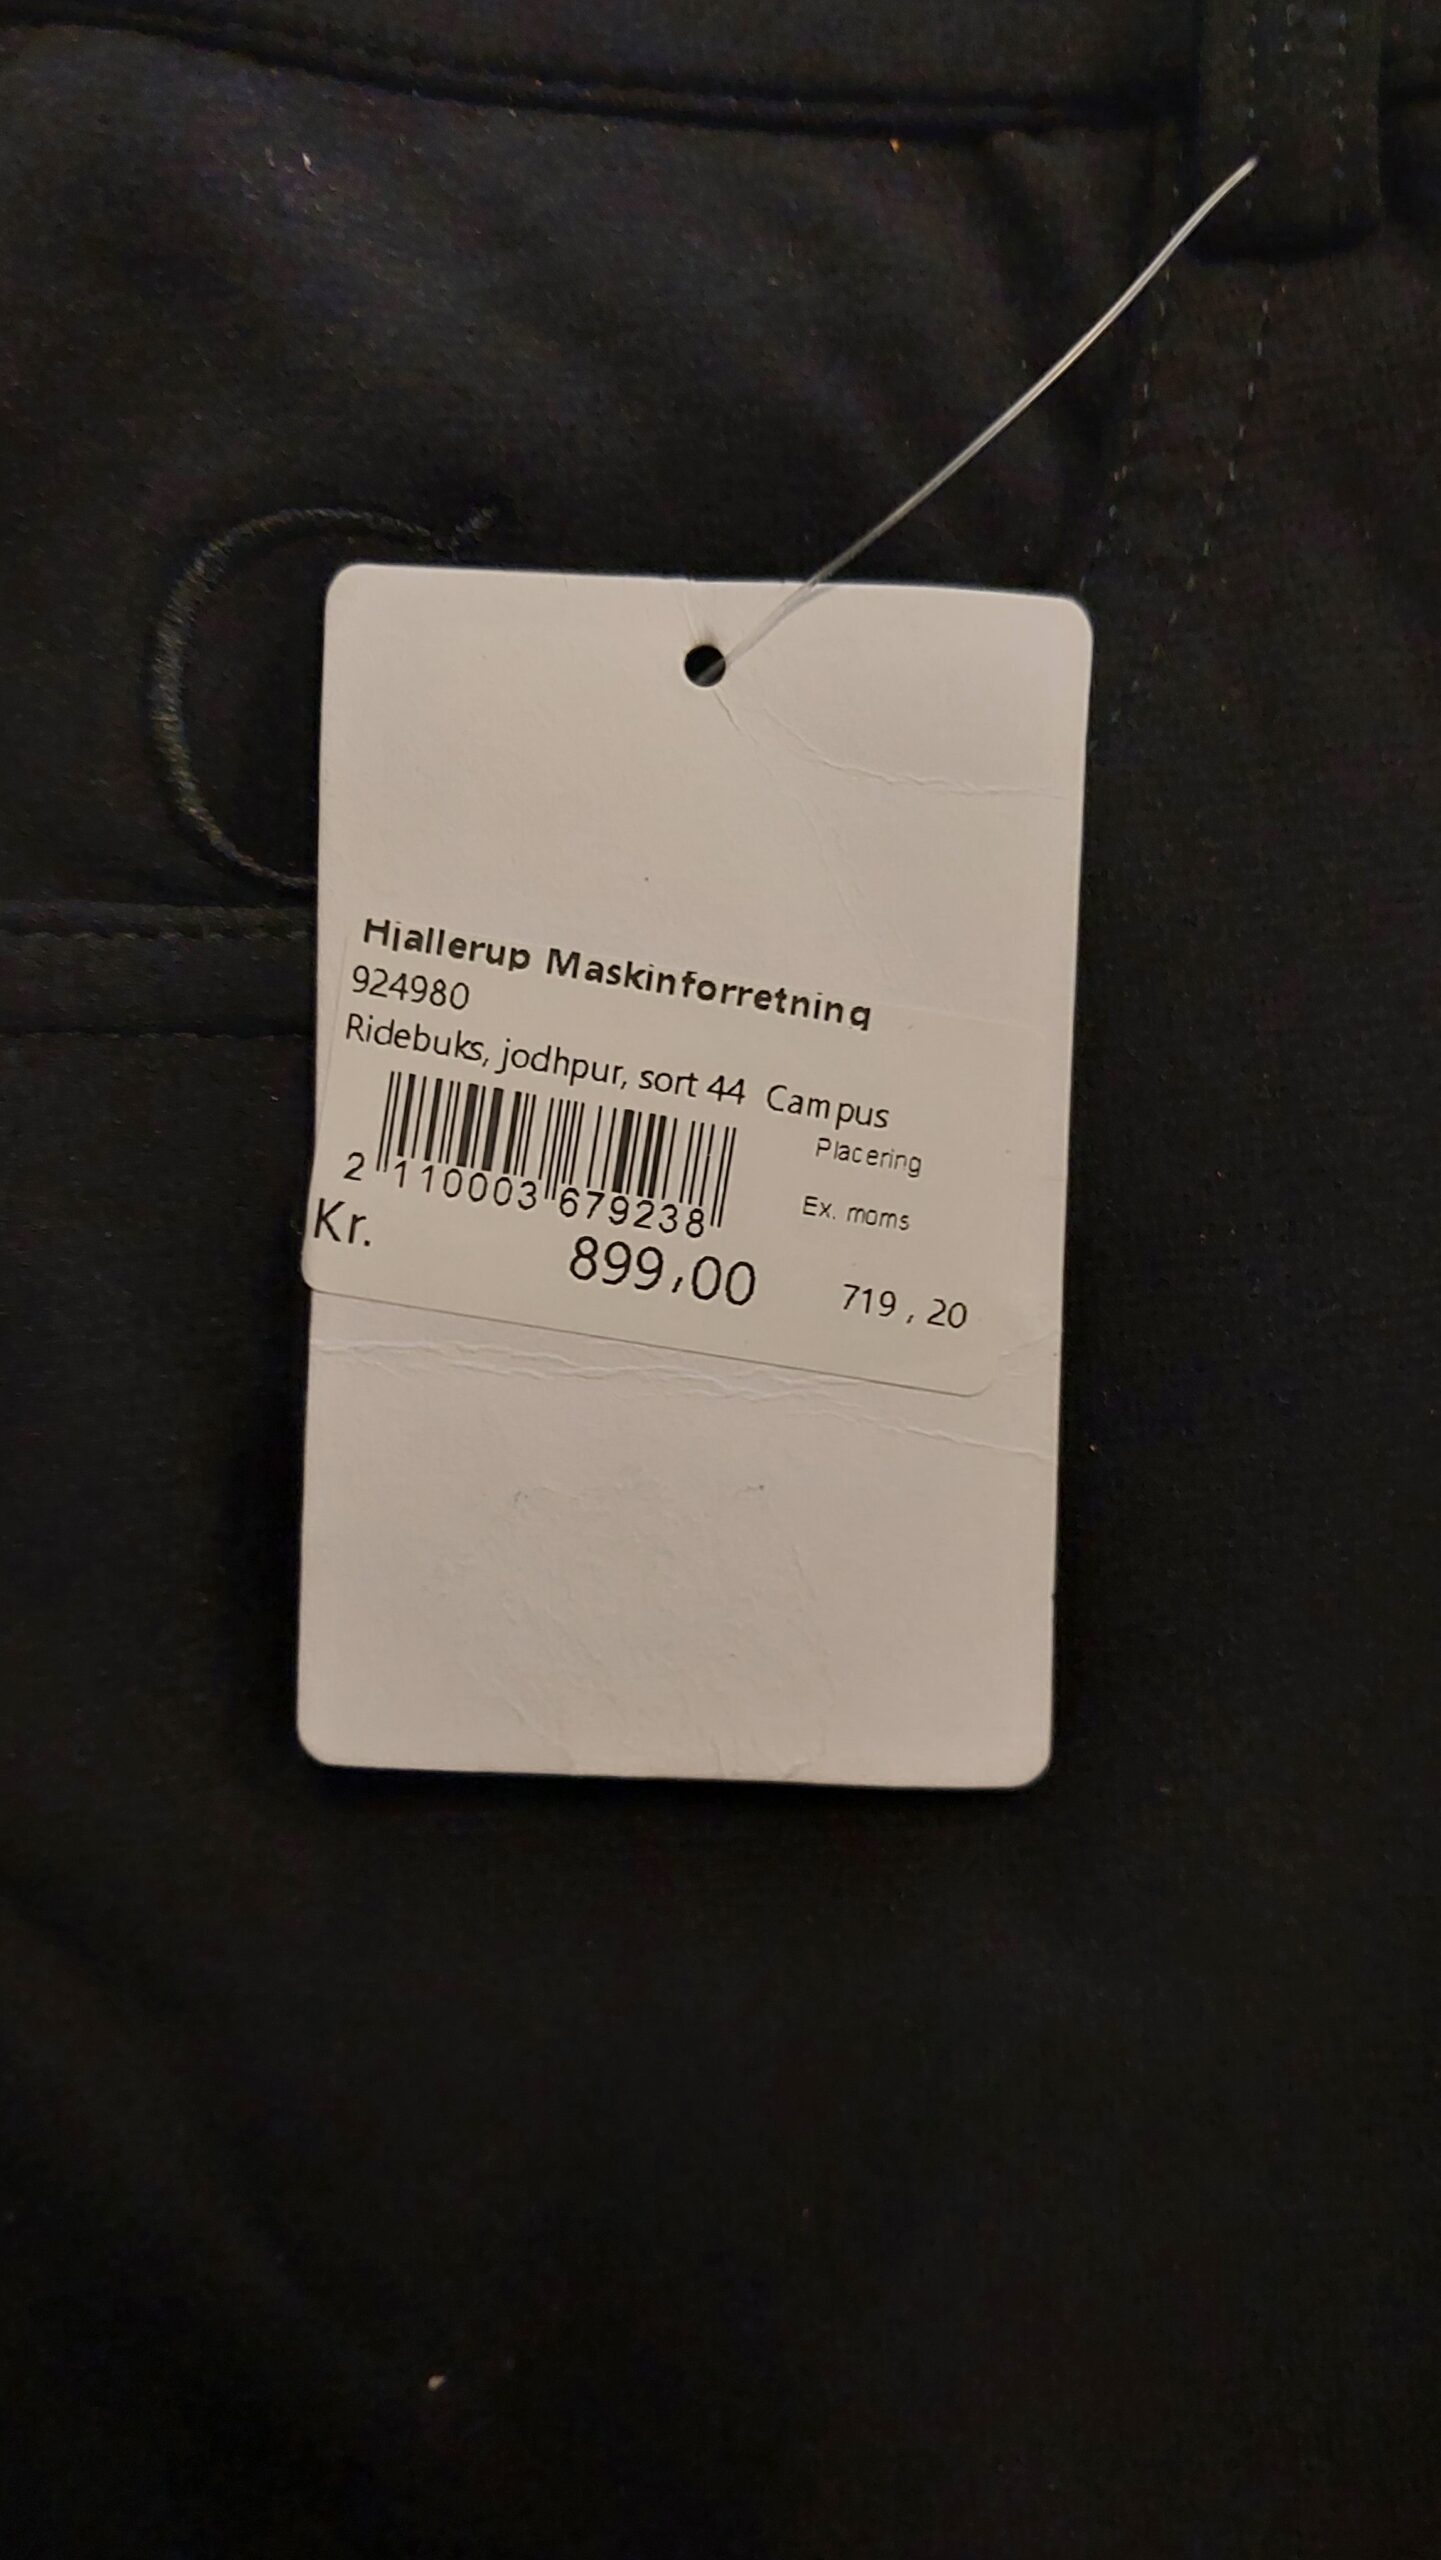 Hjallerup Maskinforretning
924980
Ridebuks, jodhpur, sort 44 Campus
Placering
2 110003 679238
Ex. moms
Kr. 899,00 719,20